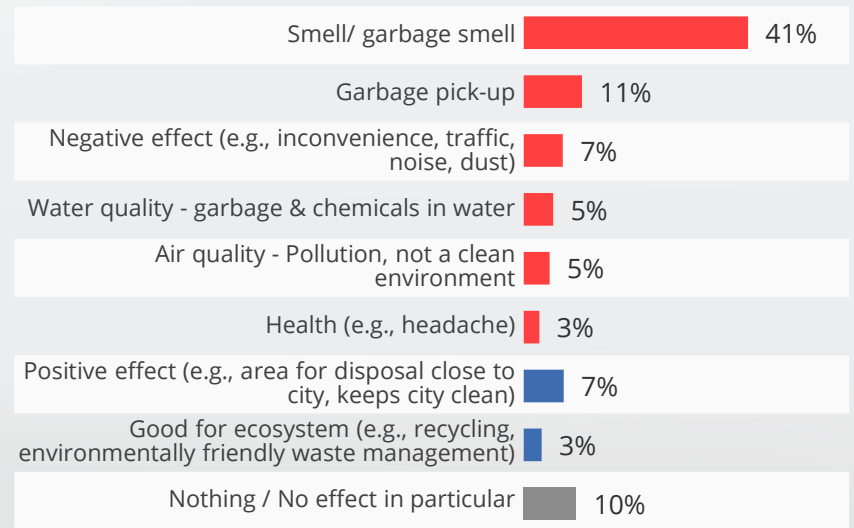 Smell/ garbage smell 41%
Garbage pick-up 11%
Negative effect (e.g., inconvenience, traffic,
noise, dust) 7%
Water quality - garbage & chemicals in water 5%
Air quality - Pollution, not a clean
environment 5%
Health (e.g., headache) 3%
Positive effect (e.g., area for disposal close to
city, keeps city clean) 7%
Good for ecosystem (e.g., recycling,
environmentally friendly waste management) 3%
Nothing / No effect in particular 10%